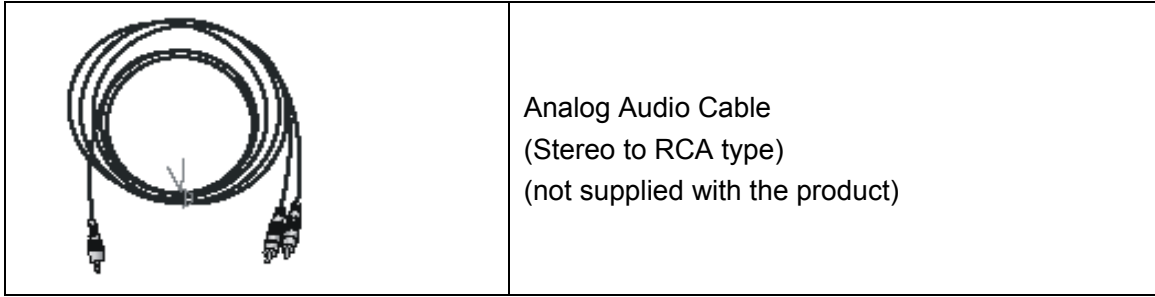 Analog Audio Cable
(Stereo to RCA type)
(not supplied with the product)